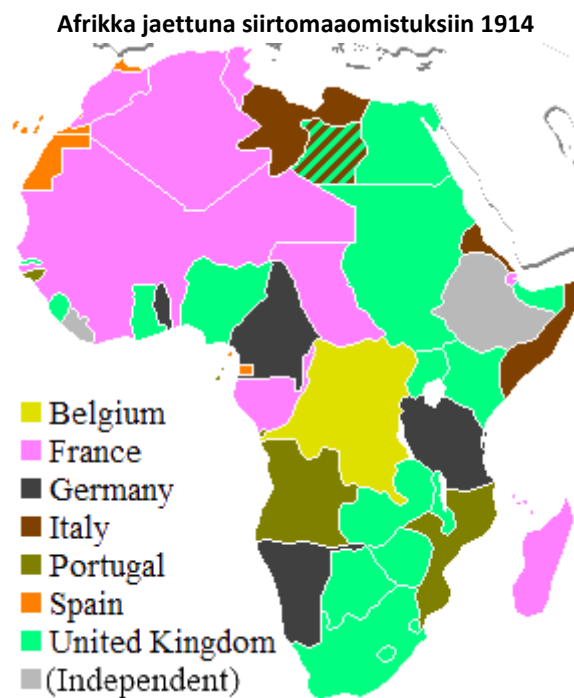 Afrikka jaettuna siirtomaaomistuksiin 1914
Belgium
France
Germany
Italy
Portugal
Spain
United Kingdom
(Independent)